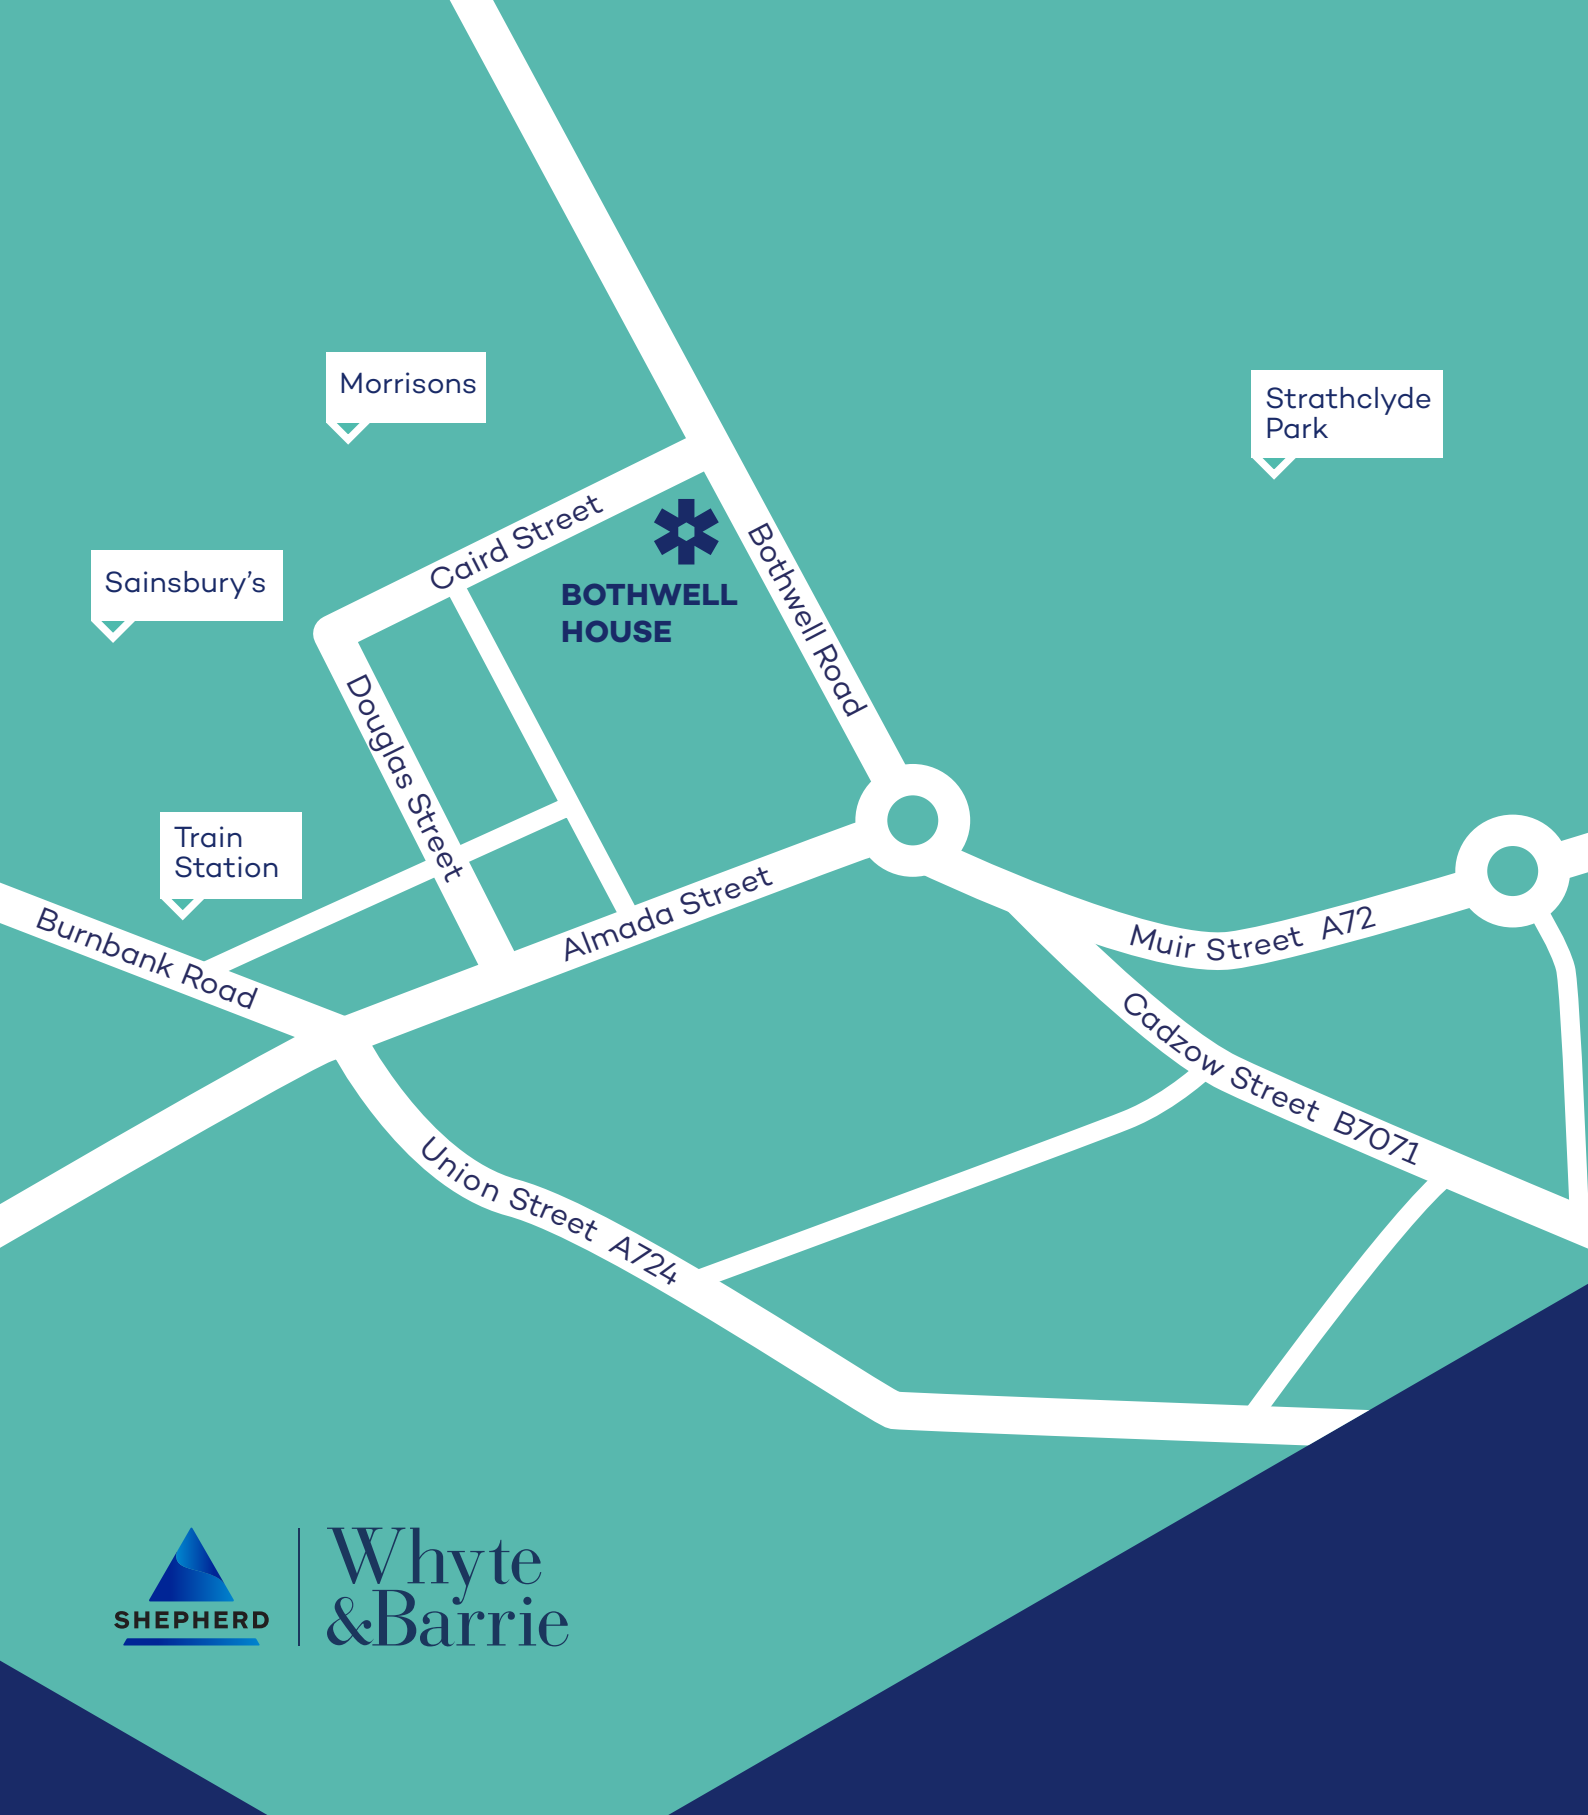 Morrisons
Strathclyde
Park
Caird Street
Bothwell Road
Sainsbury’s
BOTHWELL
HOUSE
Douglas Street
Train
Station
Almada Street
Burnbank Road
Muir Street A72
Cadzow Street B7071
Union Street A724
SHEPHERD
Whyte
&Barrie